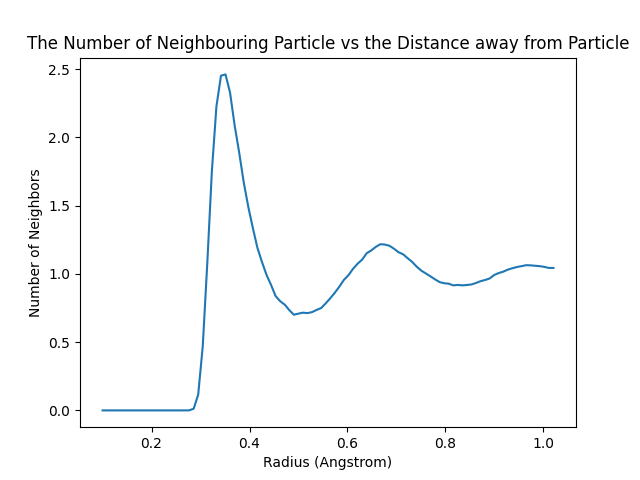 The Number of Neighbouring Particle vs the Distance away from Particle
2.5
2.0
1.5
1.0
0.5
0.0
Number of Neighbors
0.2 0.4 0.6 0.8 1.0
Radius (Angstrom)